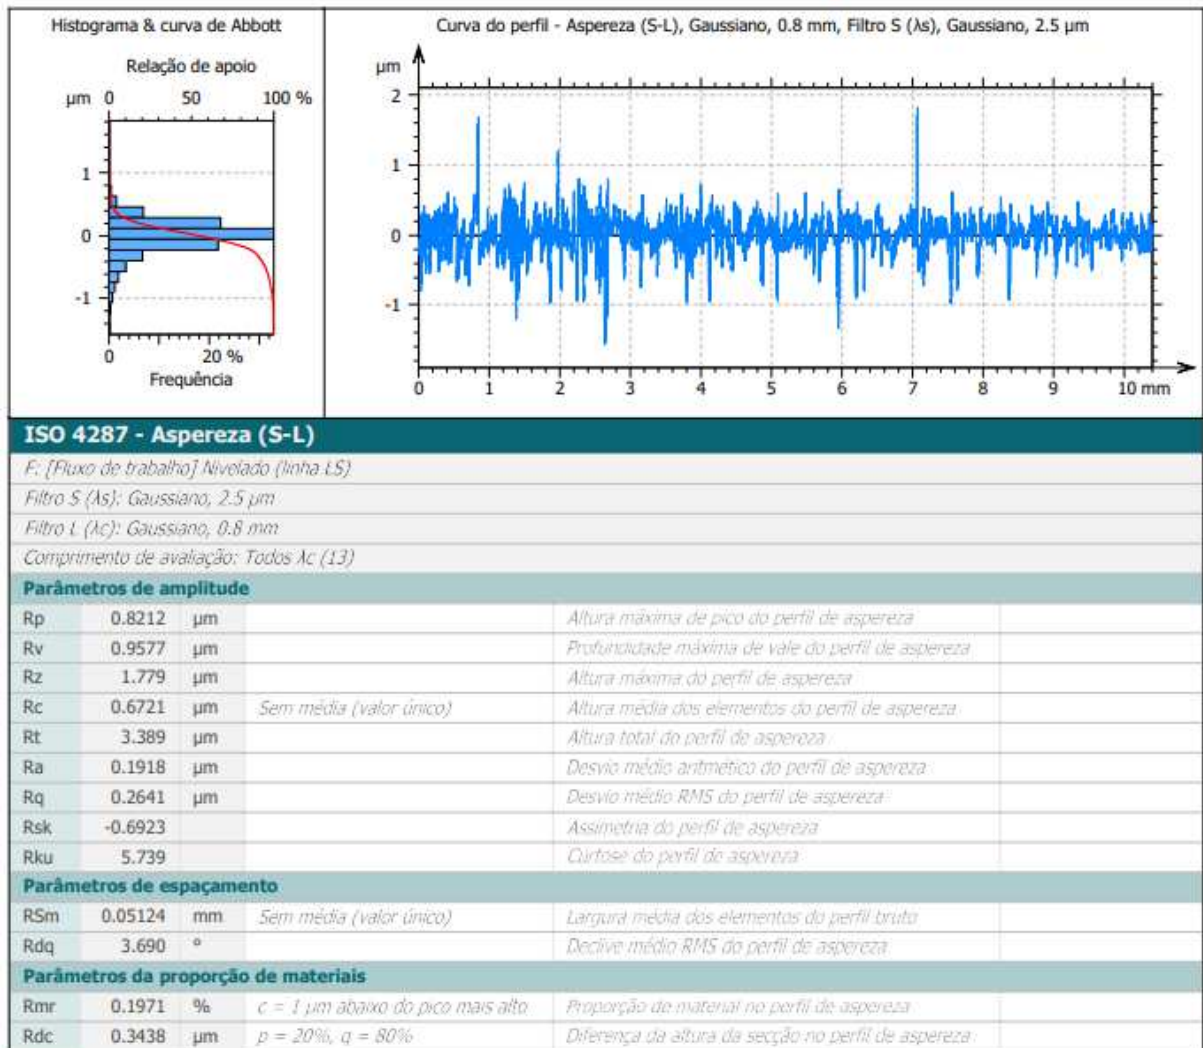 Histograma & curva de Abbott
Relação de apoio
µm 0 50 100 %
1
0
-1
0 20 %
Frequência
Curva do perfil - Aspereza (S-L), Gaussiano, 0.8 mm, Filtro S (λs), Gaussiano, 2.5 µm
µm
2
1
0
-1
0 1 2 3 4 5 6 7 8 9 10 mm
ISO 4287 - Aspereza (S-L)
F: [Fluxo de trabalho] Nivelado (linha LS)
Filtro S (λs): Gaussiano, 2.5 µm
Filtro L (λc): Gaussiano, 0.8 mm
Comprimento de avaliação: Todos λc (13)
Parâmetros de amplitude
Rp 0.8212 µm Altura máxima de pico do perfil de aspereza
Rv 0.9577 µm Profundidade máxima de vale do perfil de aspereza
Rz 1.779 µm Altura máxima do perfil de aspereza
Rc 0.6721 µm Sem média (valor único) Altura média dos elementos do perfil de aspereza
Rt 3.389 µm Altura total do perfil de aspereza
Ra 0.1918 µm Desvio médio aritmético do perfil de aspereza
Rq 0.2641 µm Desvio médio RMS do perfil de aspereza
Rsk -0.6923 Assimetria do perfil de aspereza
Rku 5.739 Curtose do perfil de aspereza
Parâmetros de espaçamento
RSm 0.05124 mm Sem média (valor único) Largura média dos elementos do perfil bruto
Rdq 3.690 ° Declive médio RMS do perfil de aspereza
Parâmetros da proporção de materiais
Rmr 0.1971 % c = 1 µm abaixo do pico mais alto Proporção de material no perfil de aspereza
Rdc 0.3438 µm p = 20%, q = 80% Diferença da altura da secção no perfil de aspereza